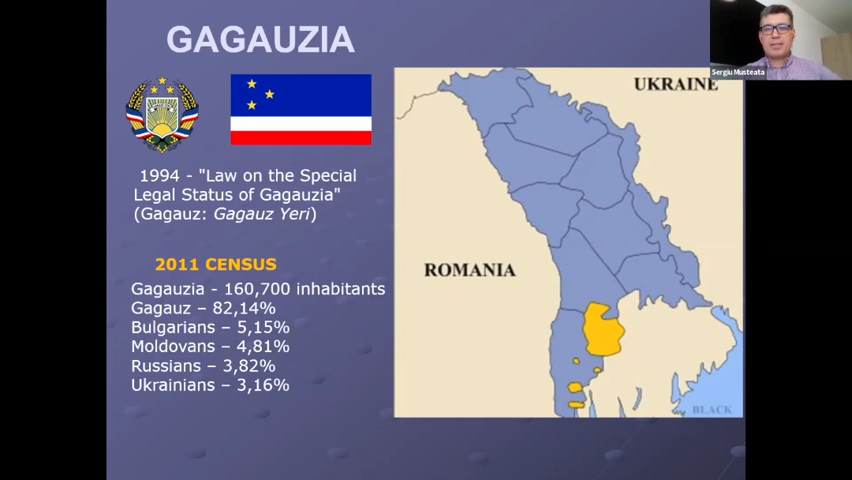 GAGAUZIA
1994 - "Law on the Special
Legal Status of Gagauzia"
(Gagauz: Gagauz Yeri)
2011 CENSUS
Gagauzia - 160,700 inhabitants
Gagauz – 82,14%
Bulgarians – 5,15%
Moldovans – 4,81%
Russians – 3,82%
Ukrainians – 3,16%
UKRAINE
ROMANIA
BLACK
Sergiu Musteata